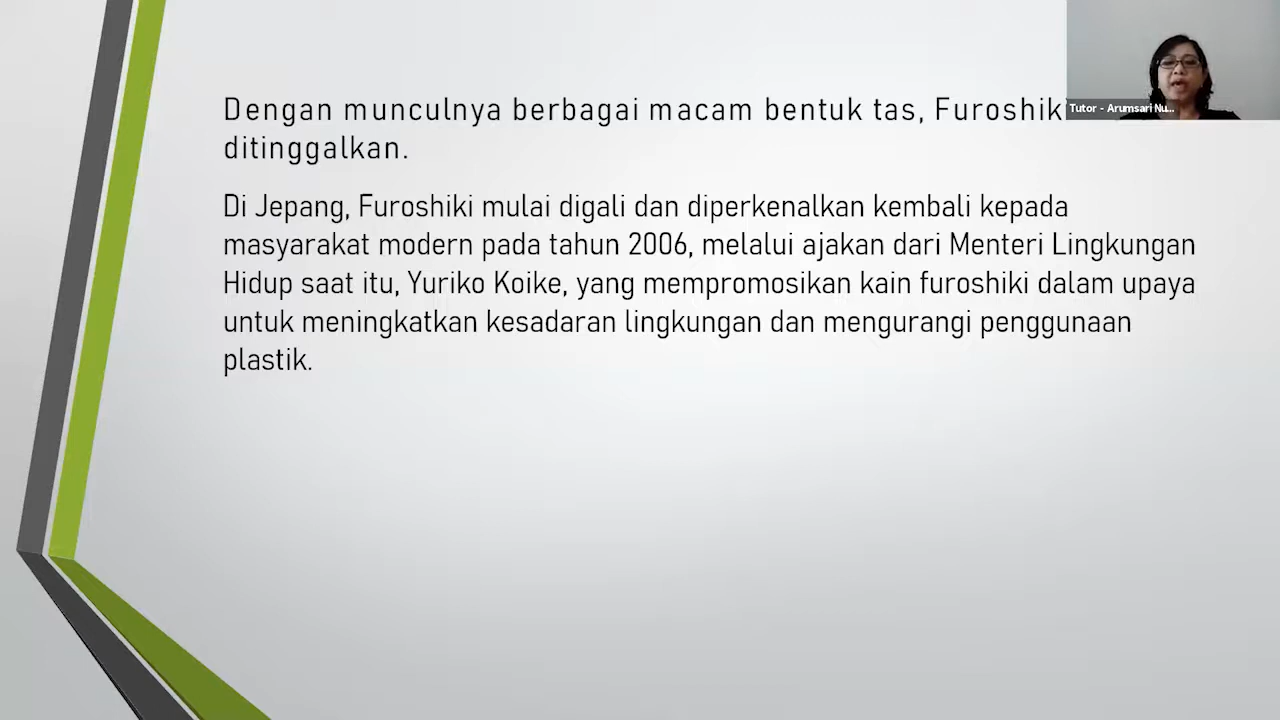 Dengan munculnya berbagai macam bentuk tas, Furoshik
ditinggalkan.
Di Jepang, Furoshiki mulai digali dan diperkenalkan kembali kepada
masyarakat modern pada tahun 2006, melalui ajakan dari Menteri Lingkungan
Hidup saat itu, Yuriko Koike, yang mempromosikan kain furoshiki dalam upaya
untuk meningkatkan kesadaran lingkungan dan mengurangi penggunaan
plastik.
Tutor - Arumsari Nu...